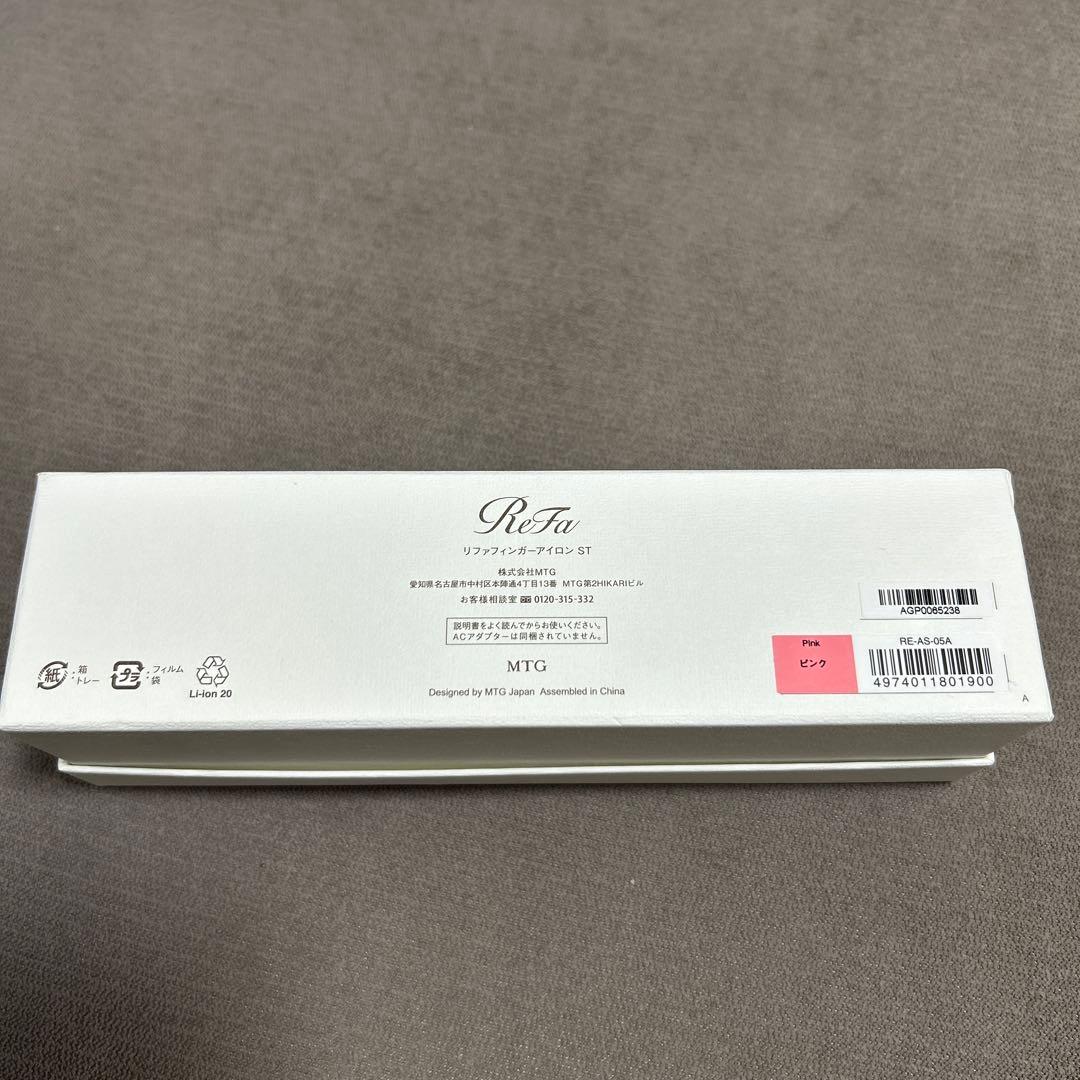 ReFa
リファフィンガーアイロン ST
株式会社MTG
愛知県名古屋市中村区本陣通4丁目13番 MTG第2HIKARIビル
お客様相談室 0120-315-332
説明書をよく読んでからお使いください。
ACアダプターは同梱されていません。
MTG
Designed by MTG Japan Assembled in China
紙 :箱
トレー
プラ :フィルム
袋
Li-ion 20
AGP0065238
Pink
ピンク
RE-AS-05A
4974011801900
A